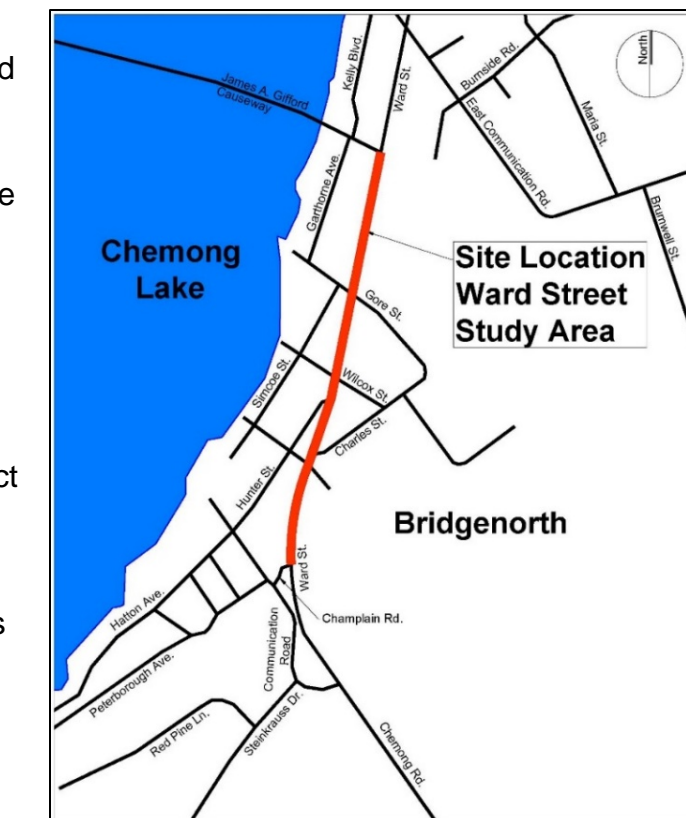 d
e
ct
s
Kelly Blvd.
Ward St.
Burnside Rd.
North
James A. Gifford
Causeway
East Communication Rd.
Maria St.
Garthorne Ave.
Brumwell St.
Chemong
Lake
Site Location
Ward Street
Study Area
Gore St.
Simcoe St.
Wilcox St.
Charles St.
Hunter St.
Bridgenorth
Ward St.
Hatton Ave.
Champlain Rd.
Communication
Road
Peterborough Ave.
Red Pine Ln.
Steinkrauss Dr.
Chemong Rd.